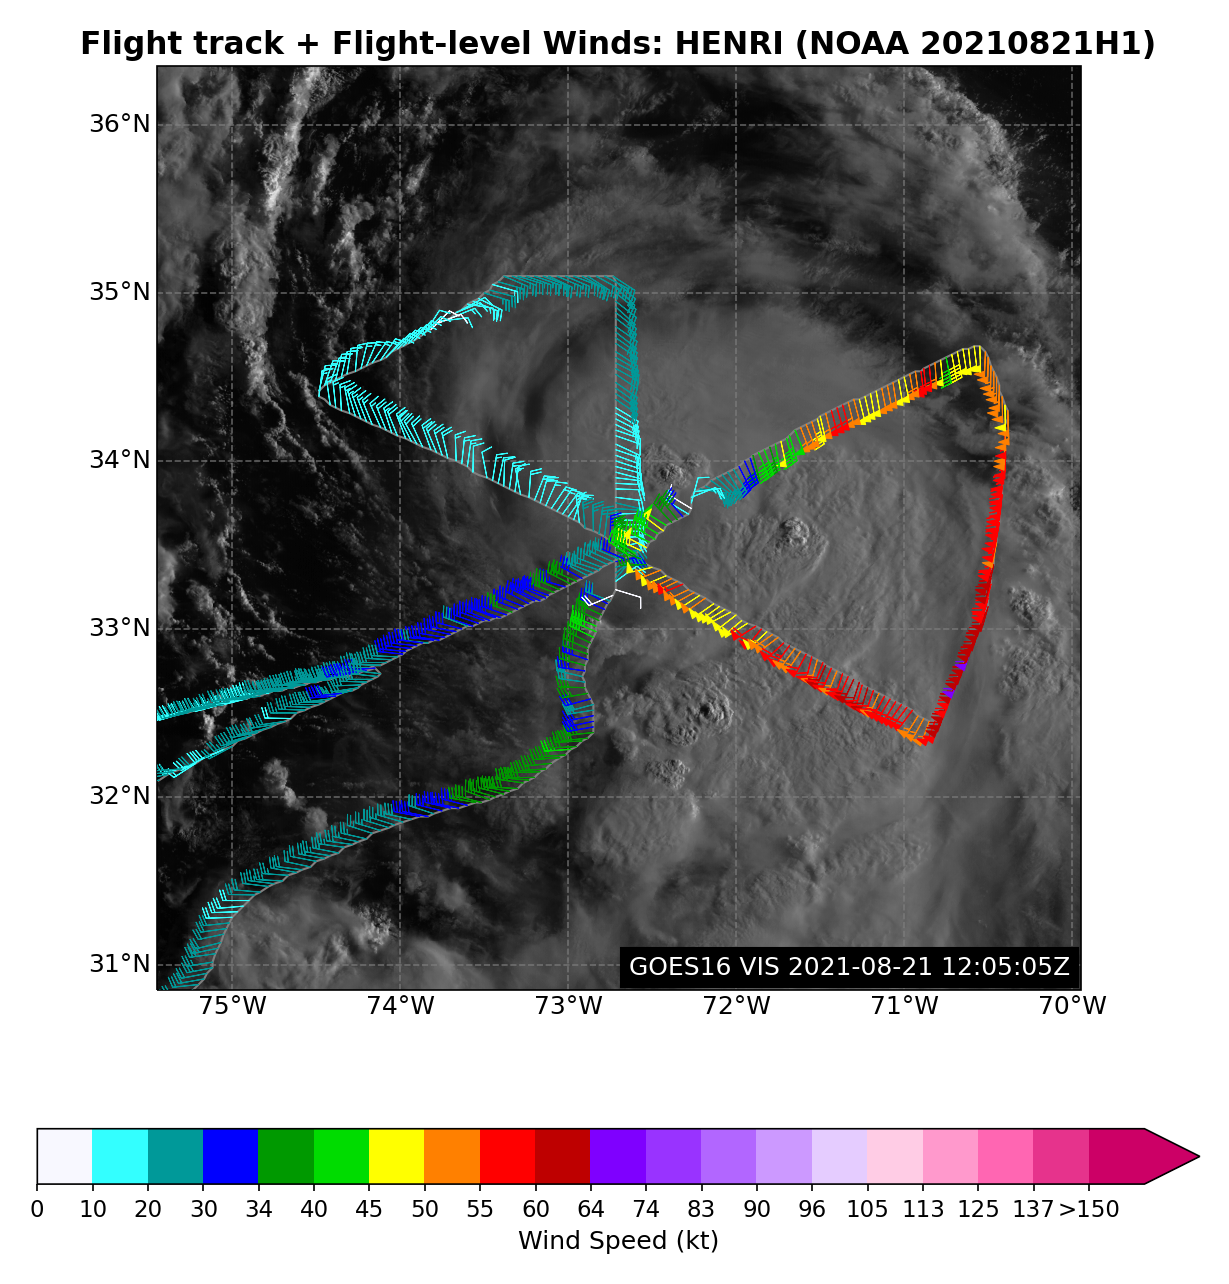 Flight track + Flight-level Winds: HENRI (NOAA 20210821H1)
36°N
35°N
34°N
33°N
32°N
31°N
GOES16 VIS 2021-08-21 12:05:05Z
75°W 74°W 73°W 72°W 71°W 70°W
0 10 20 30 34 40 45 50 55 60 64 74 83 90 96 105 113 125 137 >150
Wind Speed (kt)